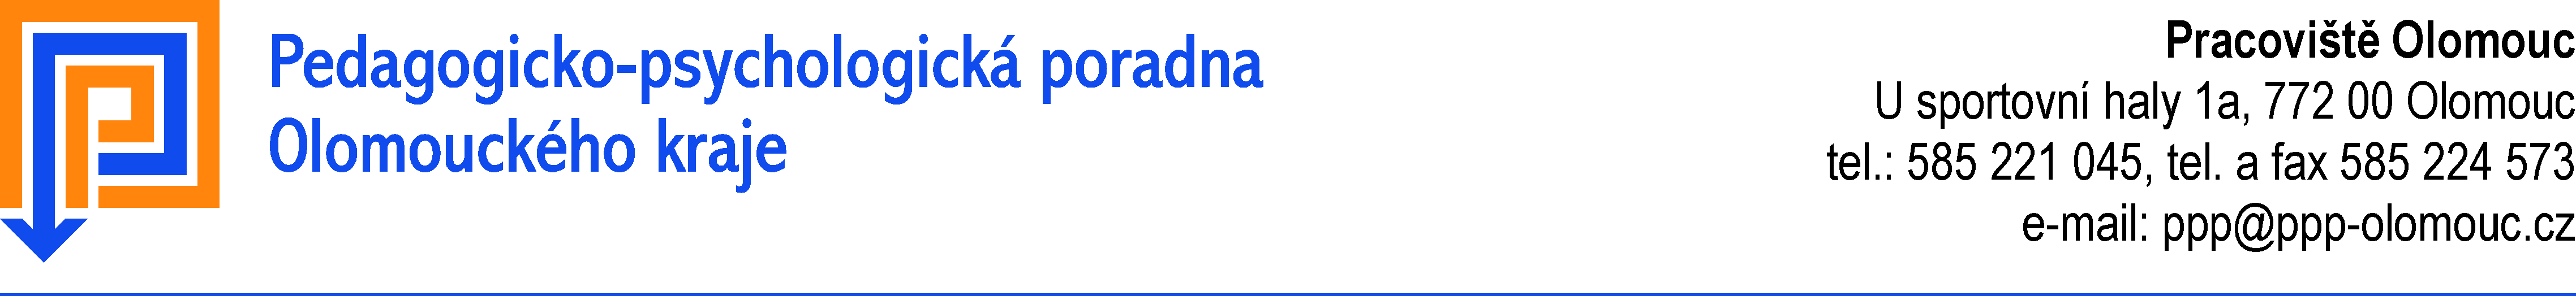 Pedagogicko-psychologická poradna
Olomouckého kraje
Pracoviště Olomouc
U sportovní haly 1a, 772 00 Olomouc
tel.: 585 221 045, tel. a fax 585 224 573
e-mail: ppp@ppp-olomouc.cz